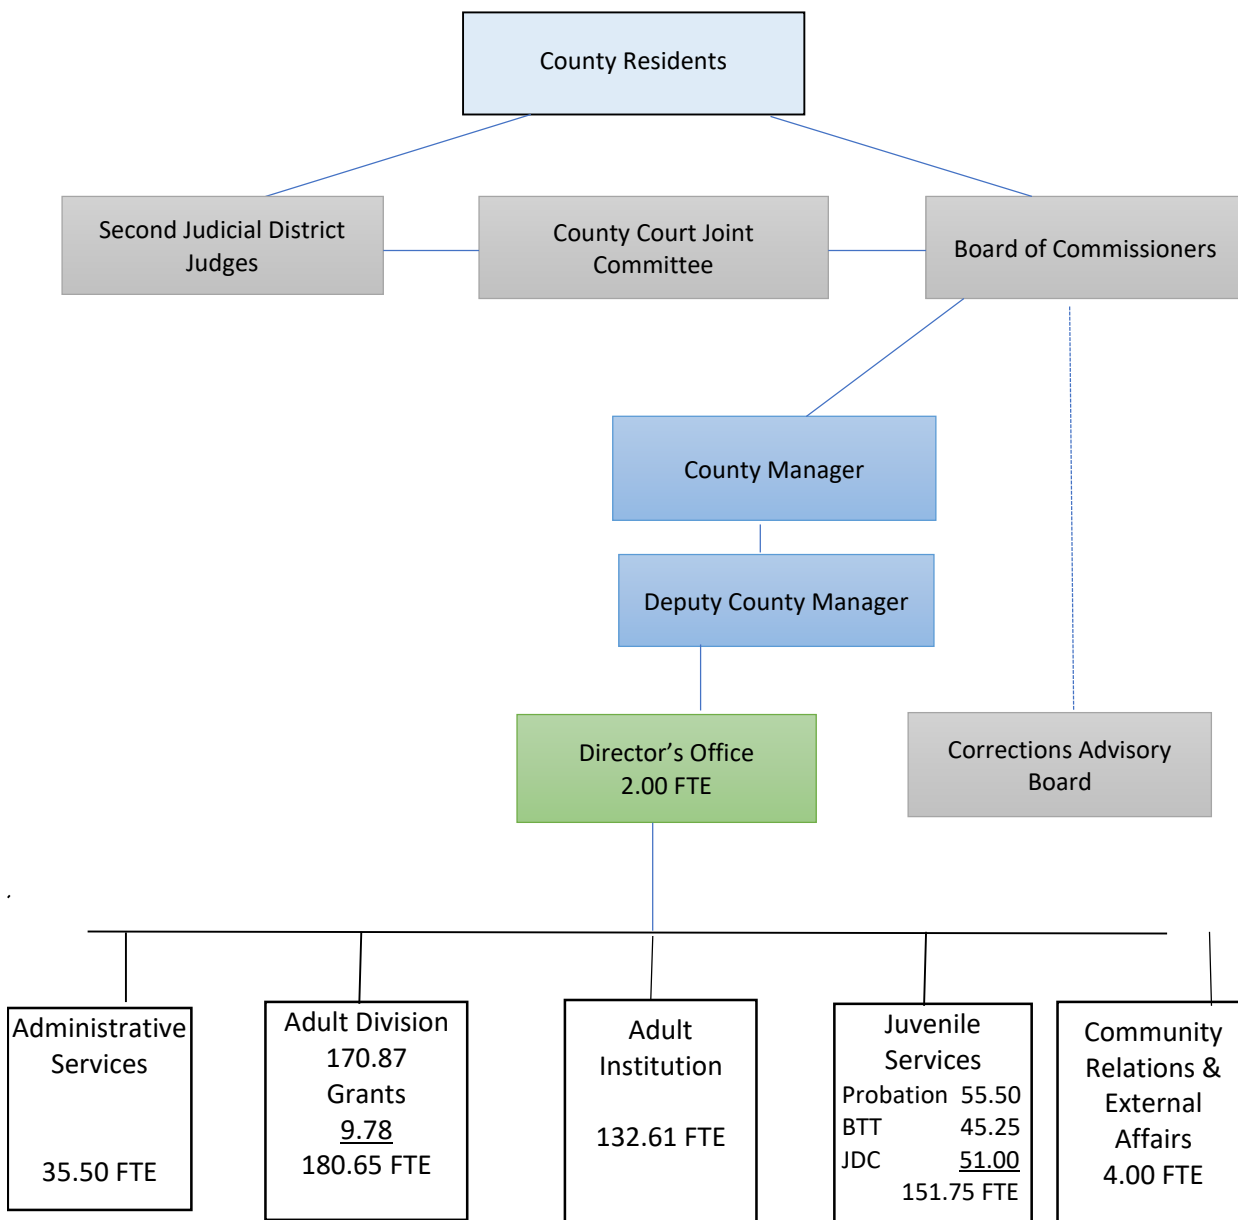 County Residents
Second Judicial District
Judges
County Court Joint
Committee
Board of Commissioners
County Manager
Deputy County Manager
Director’s Office
2.00 FTE
Corrections Advisory
Board
Administrative
Services
35.50 FTE
Adult Division
170.87
Grants
9.78
180.65 FTE
Adult
Institution
132.61 FTE
Juvenile
Services
Probation 55.50
BTT 45.25
JDC 51.00
151.75 FTE
Community
Relations &
External
Affairs
4.00 FTE